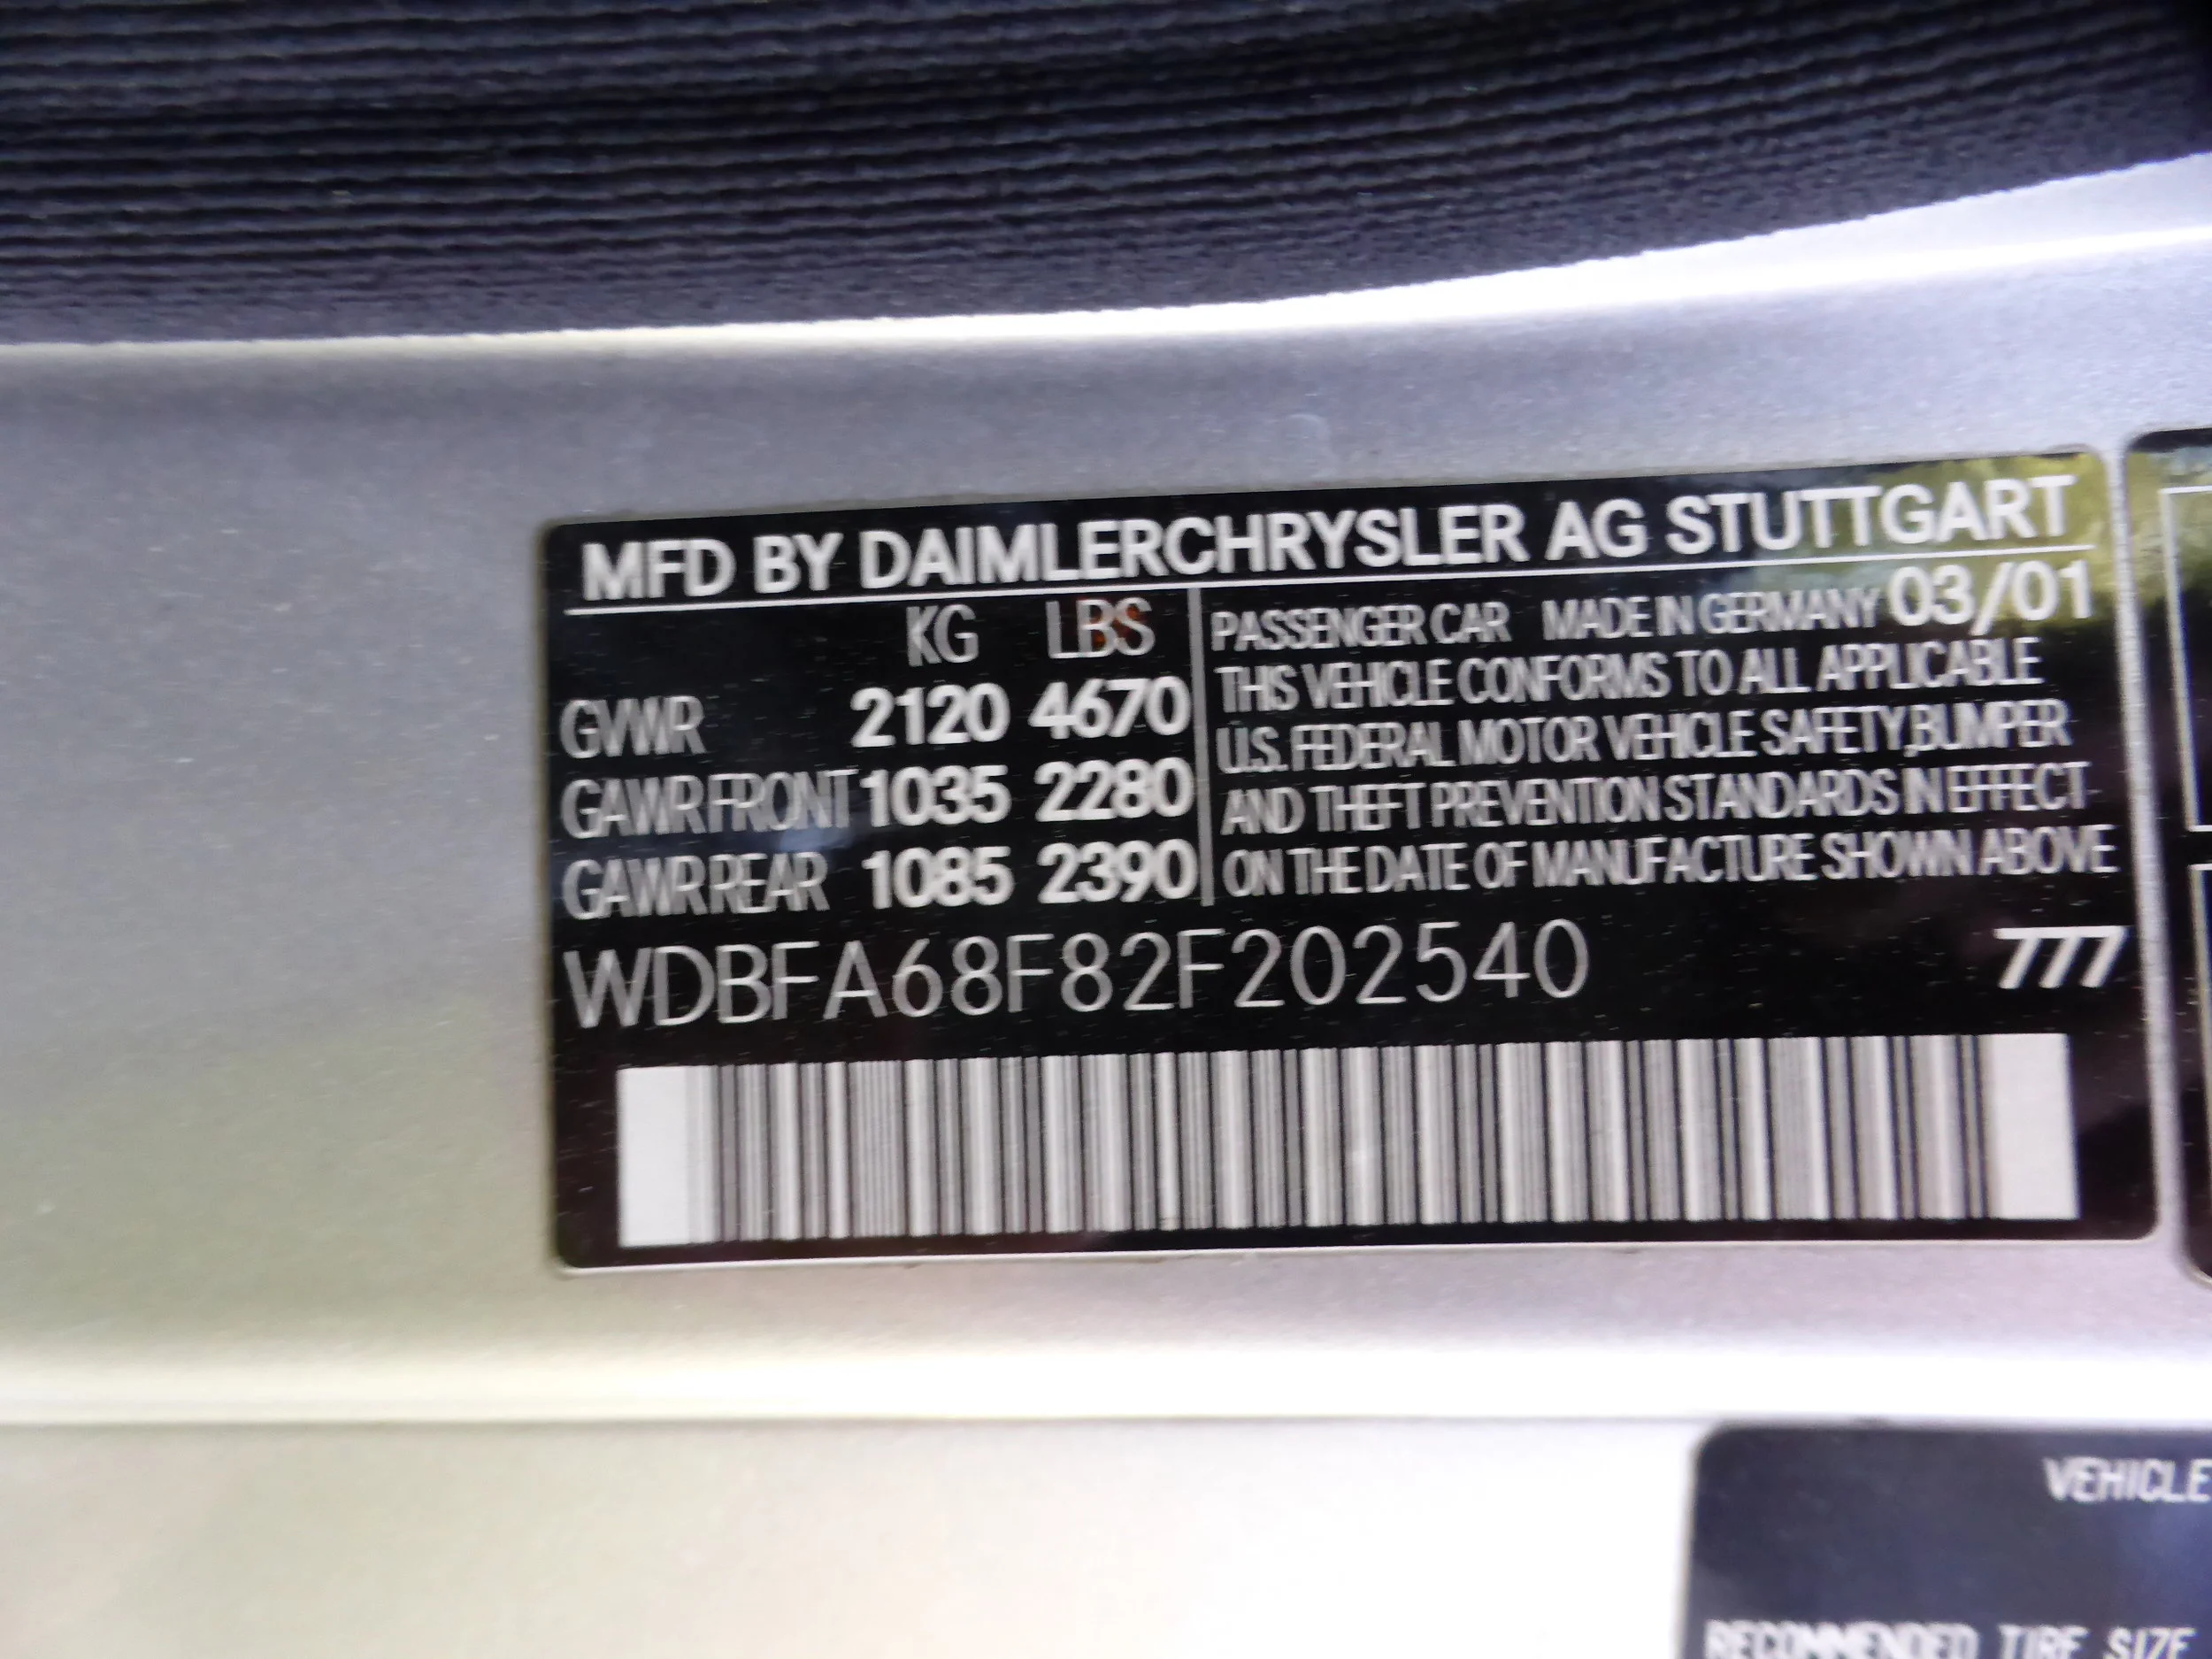 MFD BY DAIMLERCHRYSLER AG STUTTGART
KG LBS
GVWR 2120 4670
GAWR FRONT 1035 2280
GAWR REAR 1085 2390
PASSENGER CAR MADE IN GERMANY 03/01
THIS VEHICLE CONFORMS TO ALL APPLICABLE
U.S. FEDERAL MOTOR VEHICLE SAFETY,BUMPER
AND THEFT PREVENTION STANDARDS IN EFFECT
ON THE DATE OF MANUFACTURE SHOWN ABOVE
WDBFA68F82F202540 777
VEHICLE
RECOMMENDED TIRE SIZE